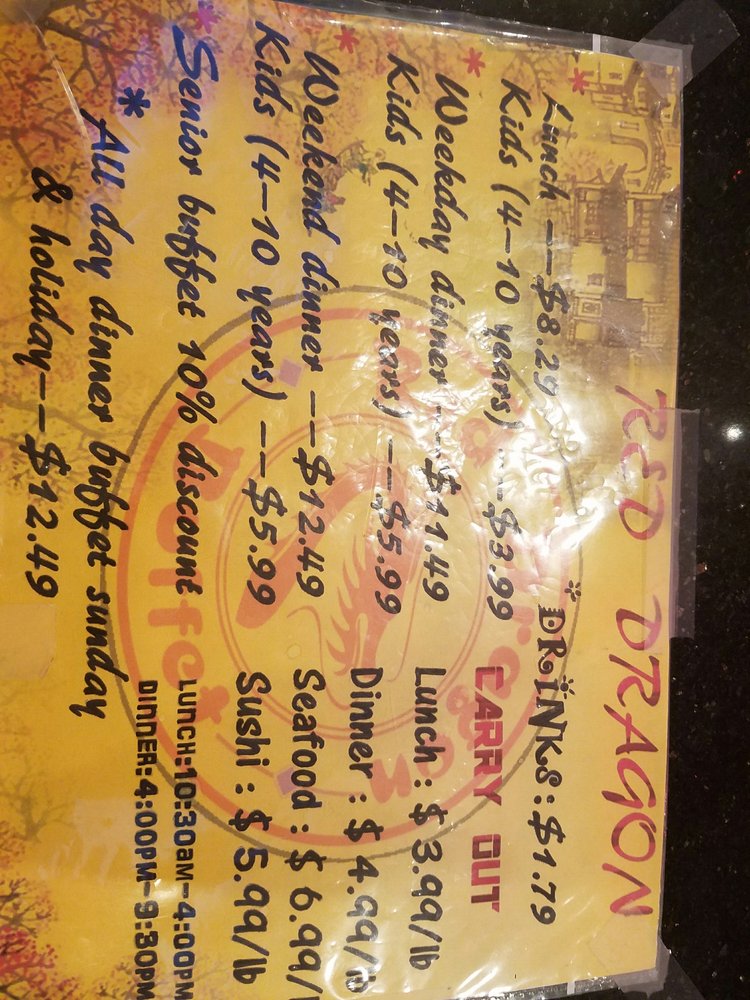 RED DRAGON
* Lunch --$8.29
Kids (4-10 years) --$3.99
* Weekday dinner --$11.49
Kids (4-10 years) --$5.99
* Weekend dinner --$12.49
Kids (4-10 years) --$5.99
* Senior buffet 10% discount
* All day dinner buffet sunday
& holiday--$12.49
* DRINKS:$1.79
CARRY OUT
Lunch : $ 3.99/lb
Dinner : $ 4.99/lb
Seafood : $ 6.99/l
Sushi : $ 5.99/lb
LUNCH:10:30am-4:00PM
DINNER:4:00PM-9:30PM
Buffet